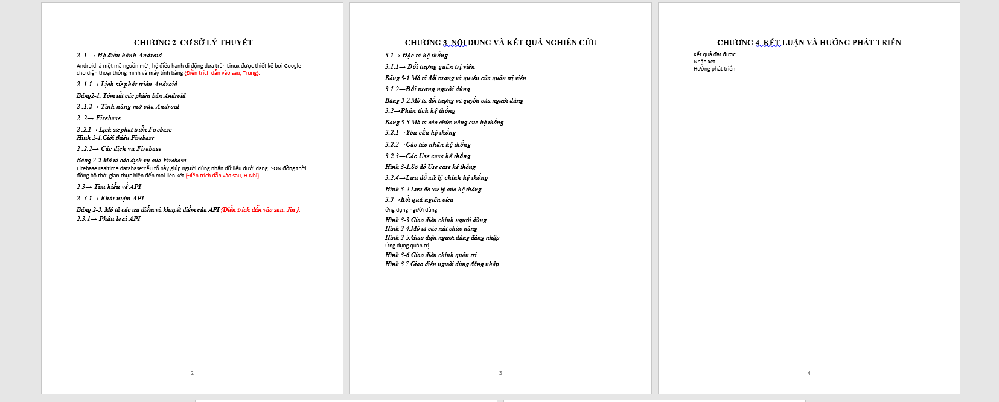 CHƯƠNG 2 CƠ SỞ LÝ THUYẾT
2 .1.→ Hệ điều hành Android
Android là một mã nguồn mở , hệ điều hành di động dựa trên Linux được thiết kế bởi Google
cho điện thoại thông minh và máy tính bảng {Điền trích dẫn vào sau, Trung}.
2 .1.1→ Lịch sử phát triển Android
Bảng2-1. Tóm tắt các phiên bản Android
2 .1.2→ Tính năng mở của Android
2 .2→ Firebase
2 .2.1→ Lịch sử phát triển Firebase
Hình 2-1.Giới thiệu Firebase
2 .2.2→ Các dịch vụ Firebase
Bảng 2-2.Mô tả các dịch vụ của Firebase
Firebase realtime database:Yếu tố này giúp người dùng nhận dữ liệu dưới dạng JSON đồng thời
đồng bộ thời gian thực hiện đến mọi liên kết {Điền trích dẫn vào sau, H.Nhi}.
2 3→ Tìm hiểu về API
2 .3.1→ Khái niệm API
Bảng 2-3. Mô tả các ưu điểm và khuyết điểm của API {Điền trích dẫn vào sau, Jin }.
2.3.1→ Phân loại API
2
CHƯƠNG 3 NỘI DUNG VÀ KẾT QUẢ NGHIÊN CỨU
3.1→ Đặc tả hệ thống
3.1.1→ Đối tượng quản trị viên
Bảng 3-1.Mô tả đối tượng và quyền của quản trị viên
3.1.2→Đối tượng người dùng
Bảng 3-2.Mô tả đối tượng và quyền của người dùng
3.2→Phân tích hệ thống
Bảng 3-3.Mô tả các chức năng của hệ thống
3.2.1→Yêu cầu hệ thống
3.2.2→Các tác nhân hệ thống
3.2.3→Các Use case hệ thống
Hình 3-1.Sơ đồ Use case hệ thống
3.2.4→Lưu đồ xử lý chính hệ thống
Hình 3-2.Lưu đồ xử lý của hệ thống
3.3→Kết quả ngiên cứu
ứng dụng người dùng
Hình 3-3.Giao diện chính người dùng
Hình 3-4.Mô tả các nút chức năng
Hình 3-5.Giao diện người dùng đăng nhập
Ứng dụng quản trị
Hình 3-6.Giao diện chính quản trị
Hình 3.7.Giao diện người dùng đăng nhập
3
CHƯƠNG 4 KẾT LUẬN VÀ HƯỚNG PHÁT TRIỂN
Kết quả đạt được
Nhận xét
Hướng phát triển
4